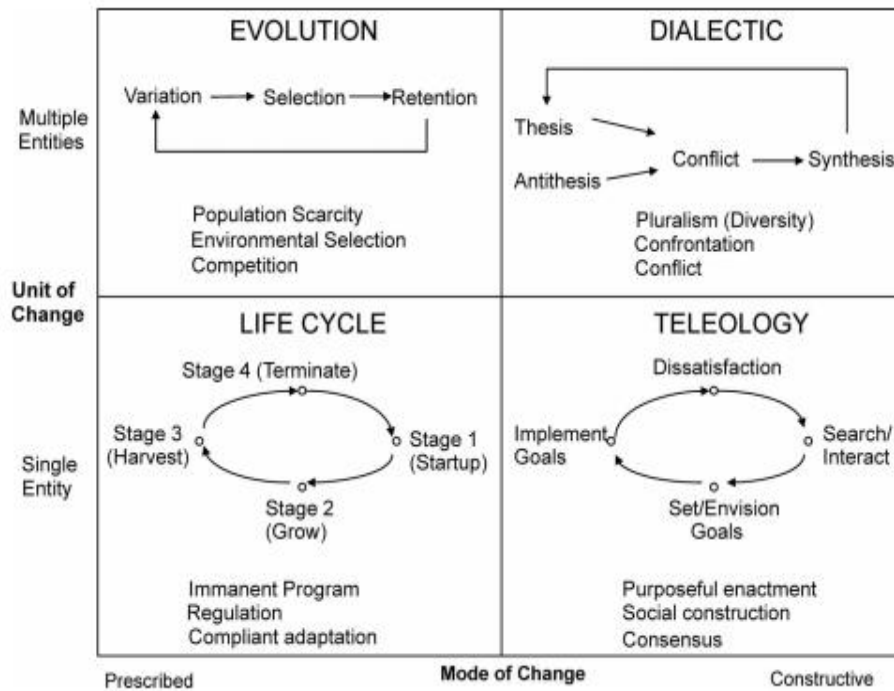 EVOLUTION
Variation
Selection
Retention
Population Scarcity
Environmental Selection
Competition
DIALECTIC
Thesis
Antithesis
Conflict
Synthesis
Pluralism (Diversity)
Confrontation
Conflict
Multiple
Entities
Unit of
Change
LIFE CYCLE
Stage 4 (Terminate)
Stage 3
(Harvest)
Stage 1
(Startup)
Stage 2
(Grow)
Immanent Program
Regulation
Compliant adaptation
TELEOLOGY
Dissatisfaction
Implement
Goals
Search/
Interact
Set/Envision
Goals
Purposeful enactment
Social construction
Consensus
Single
Entity
Prescribed
Mode of Change
Constructive